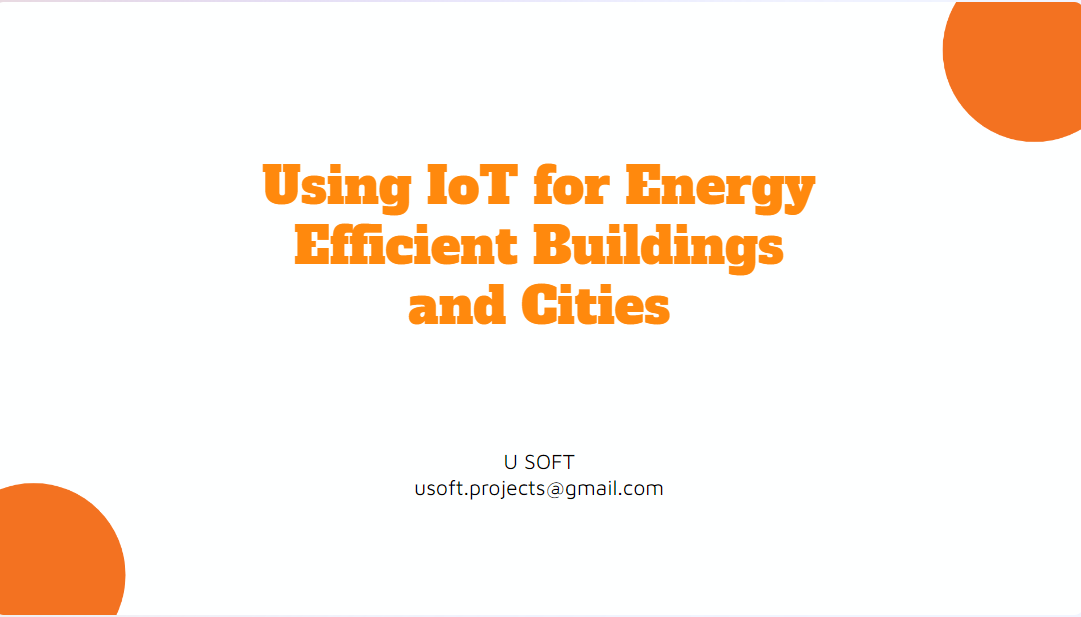 Using IoT for Energy
Efficient Buildings
and Cities
U SOFT
usoft.projects@gmail.com